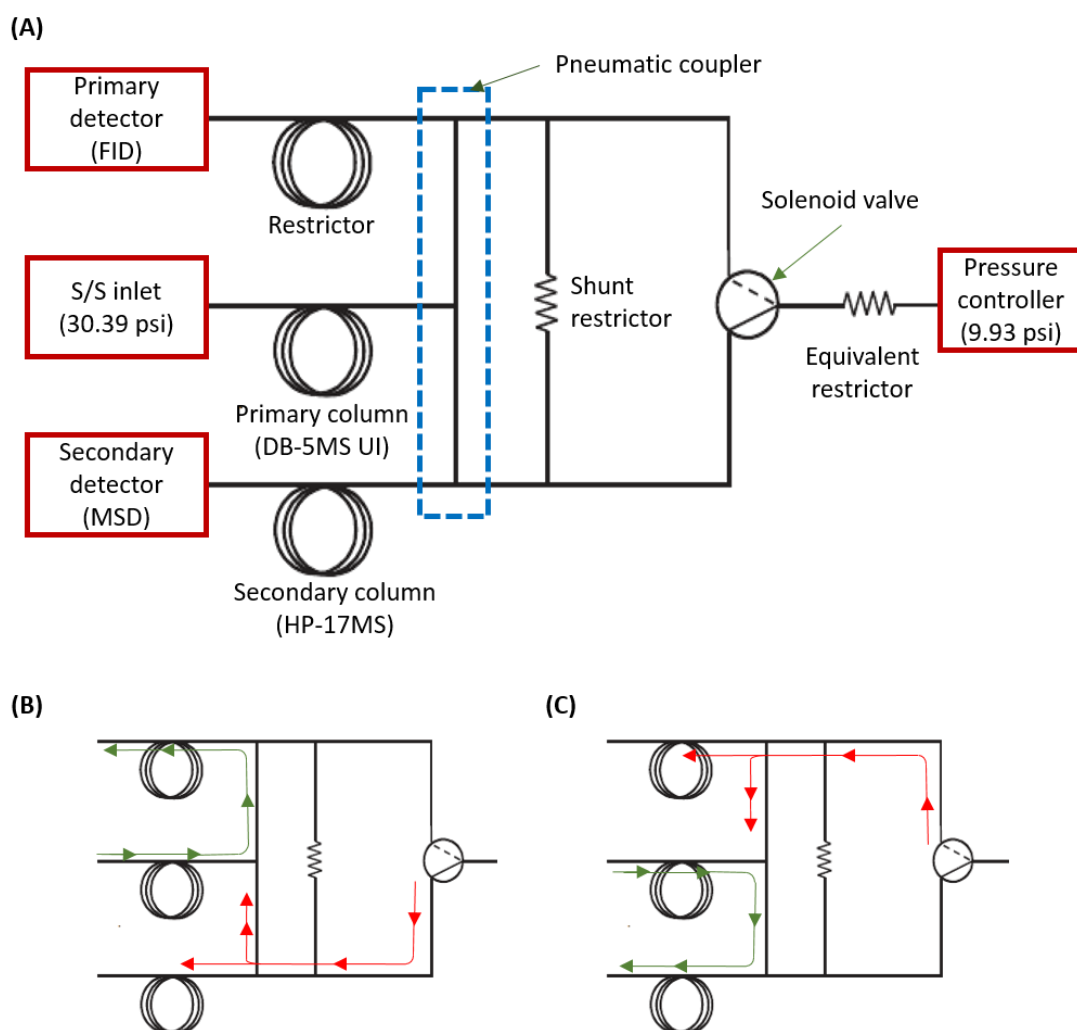 (A)
Pneumatic coupler
Primary
detector
(FID)
Restrictor
Solenoid valve
S/S inlet
(30.39 psi)
Shunt
restrictor
Pressure
controller
(9.93 psi)
Equivalent
restrictor
Primary column
(DB-5MS UI)
Secondary
detector
(MSD)
Secondary column
(HP-17MS)
(B)
(C)